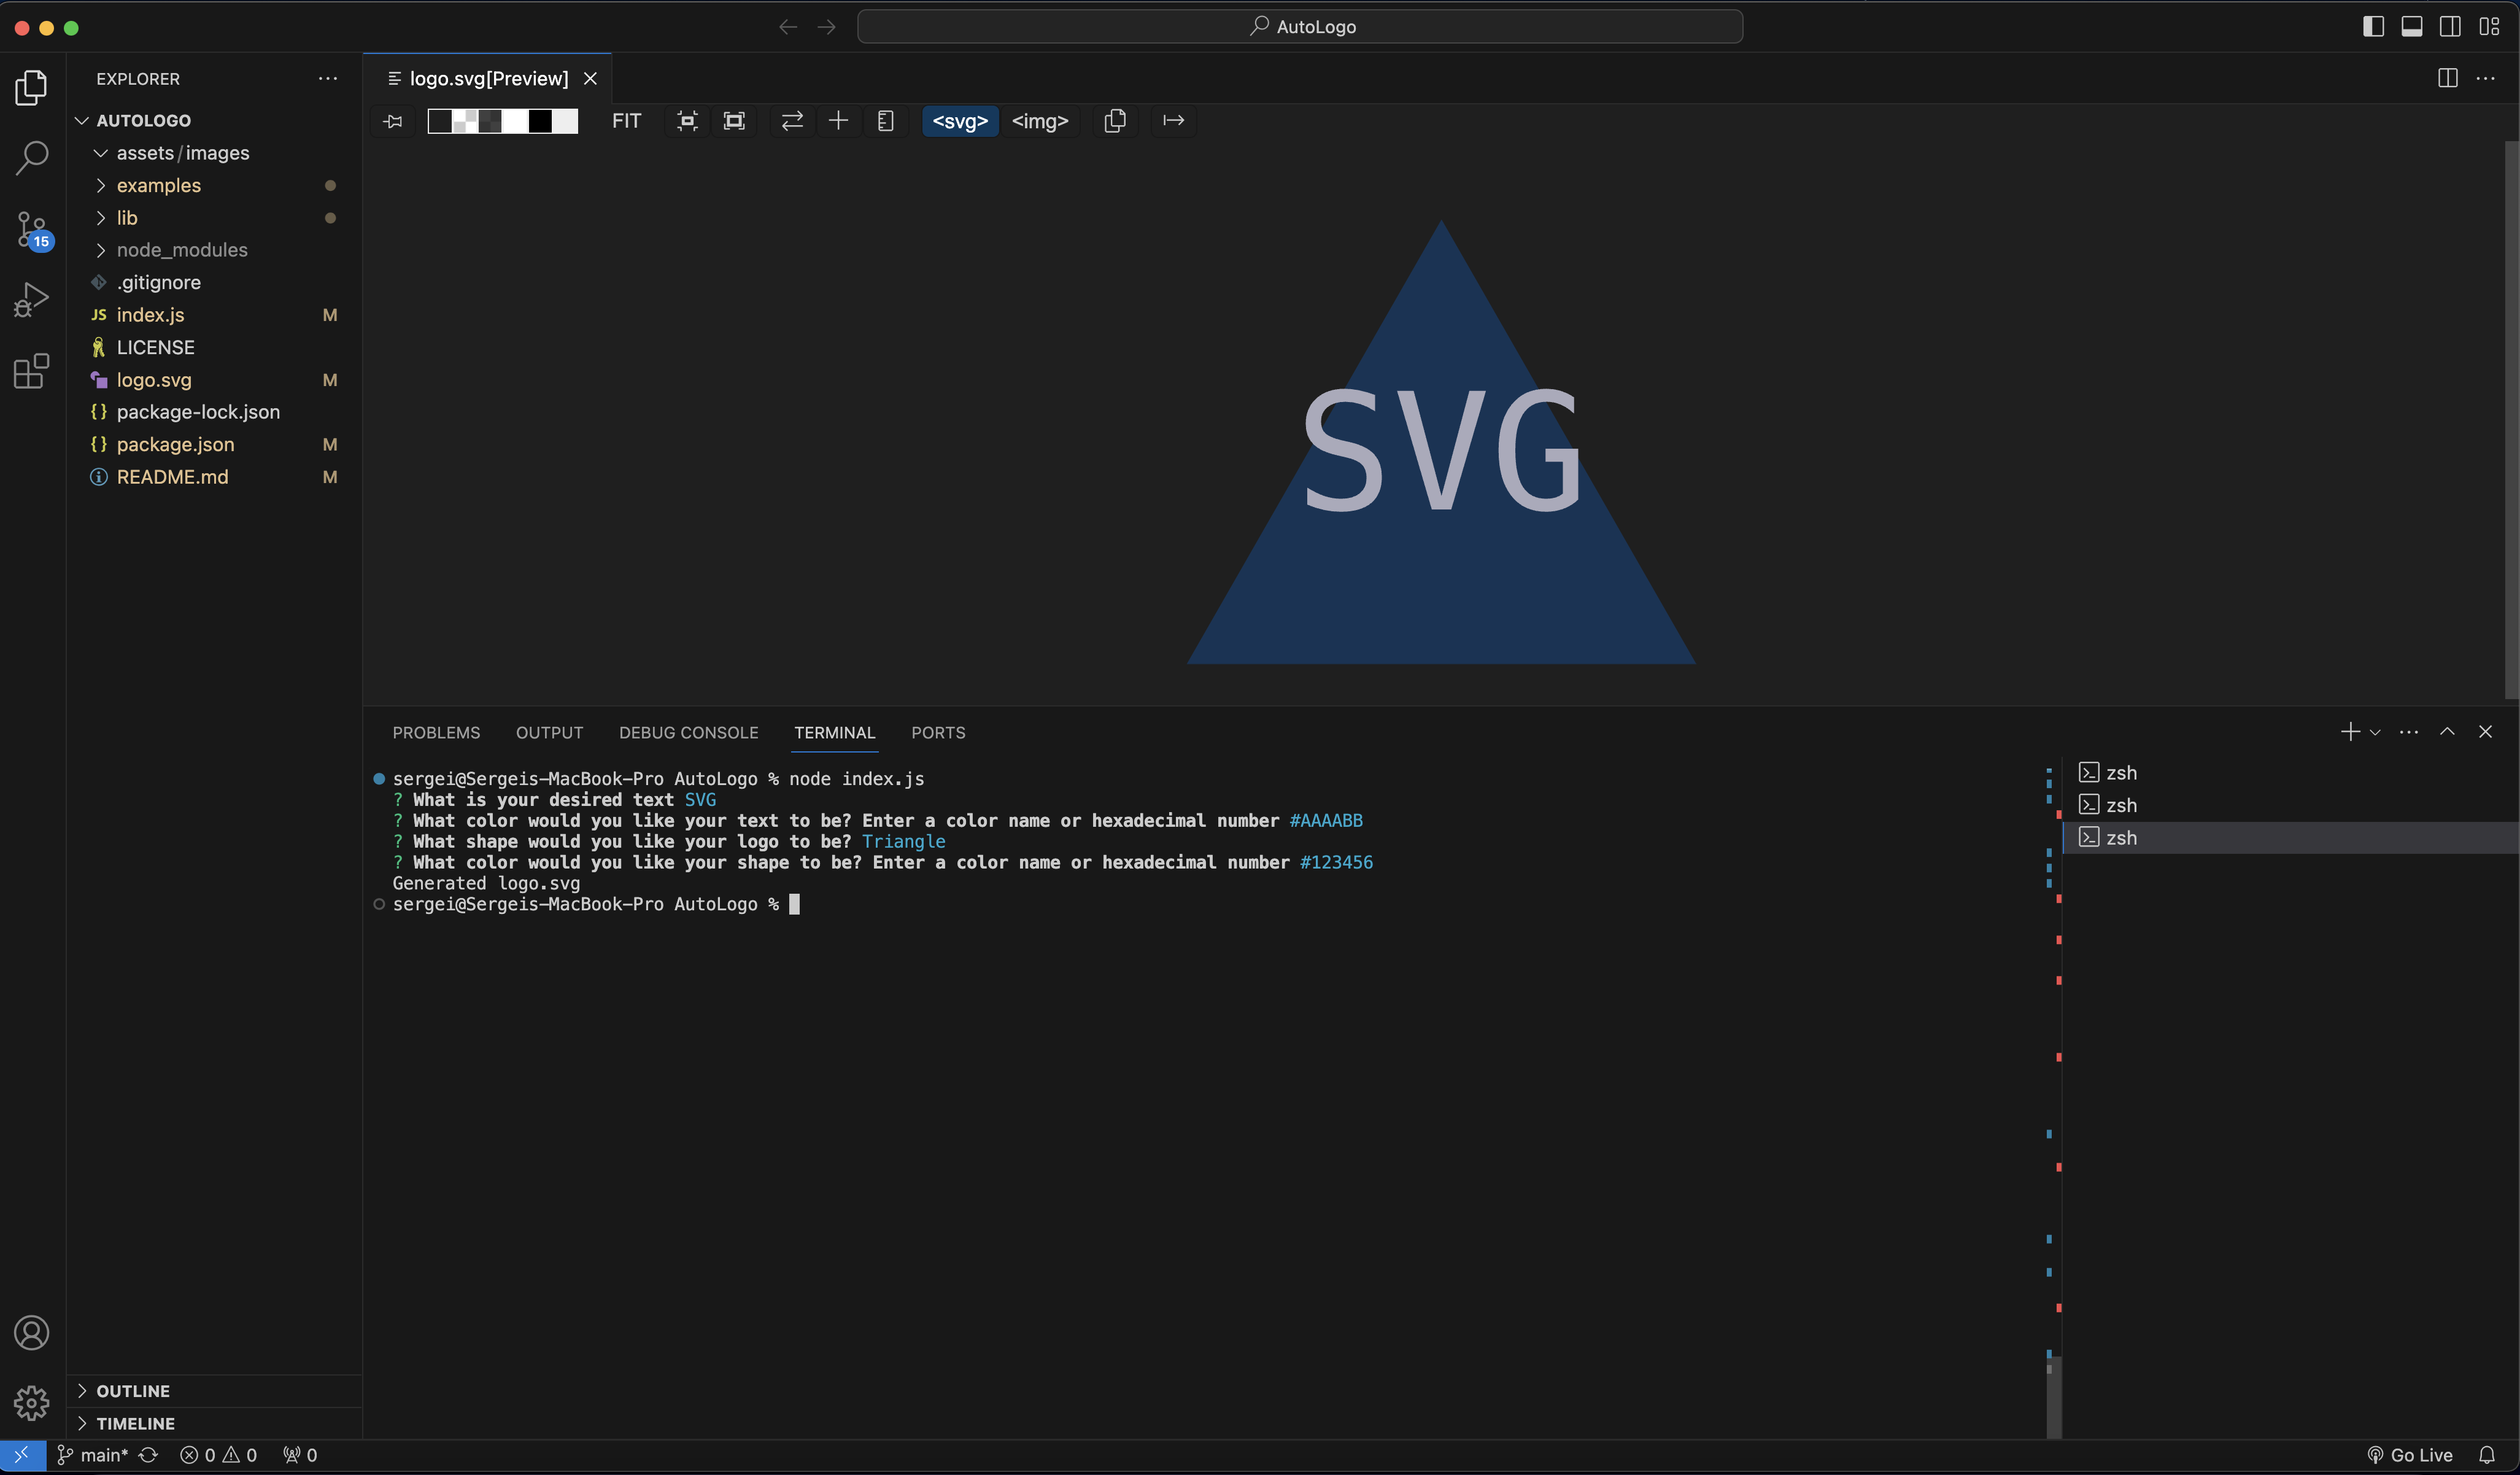 AutoLogo
EXPLORER
logo.svg[Preview]
AUTOLOGO
FIT
<svg>
<img>
assets/images
examples
lib
15
node_modules
.gitignore
JS index.js M
LICENSE
logo.svg M
{} package-lock.json
{} package.json M
README.md M
SVG
PROBLEMS OUTPUT DEBUG CONSOLE TERMINAL PORTS
sergei@Sergeis-MacBook-Pro AutoLogo % node index.js
? What is your desired text SVG
? What color would you like your text to be? Enter a color name or hexadecimal number #AAAABB
? What shape would you like your logo to be? Triangle
? What color would you like your shape to be? Enter a color name or hexadecimal number #123456
Generated logo.svg
sergei@Sergeis-MacBook-Pro AutoLogo %
zsh
zsh
zsh
OUTLINE
TIMELINE
main* 0 0 0 Go Live